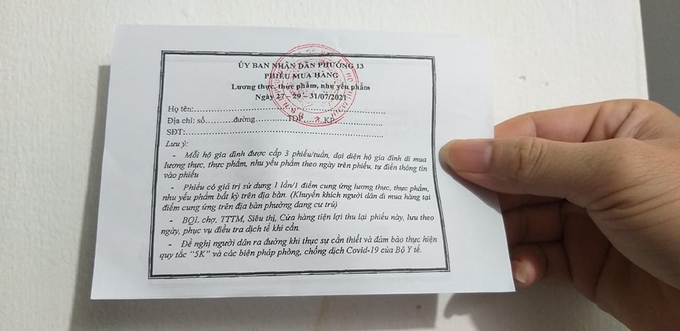 ỦY BAN NHÂN DÂN PHƯỜNG 13
PHIẾU MUA HÀNG
Lương thực, thực phẩm, nhu yếu phẩm
Ngày 27 - 29 - 31/07/2021
Họ tên:
Địa chỉ: số......đường..........TDP.....KP
SĐT:
Lưu ý:
- Mỗi hộ gia đình được cấp 3 phiếu/tuần, đại diện hộ gia đình đi mua
lương thực, thực phẩm, nhu yếu phẩm theo ngày trên phiếu, tự điền thông tin
vào phiếu
- Phiếu có giá trị sử dụng 1 lần/1 điểm cung ứng lương thực, thực phẩm,
nhu yếu phẩm bất kỳ trên địa bàn. (Khuyến khích người dân đi mua hàng tại
điểm cung ứng trên địa bàn phường đang cư trú)
- BQL chợ, TTTM, Siêu thị, Cửa hàng tiện lợi thu lại phiếu này, lưu theo
ngày, phục vụ điều tra dịch tễ khi cần.
- Đề nghị người dân ra đường khi thực sự cần thiết và đảm bảo thực hiện
quy tắc "5K" và các biện pháp phòng, chống dịch Covid-19 của Bộ Y tế.